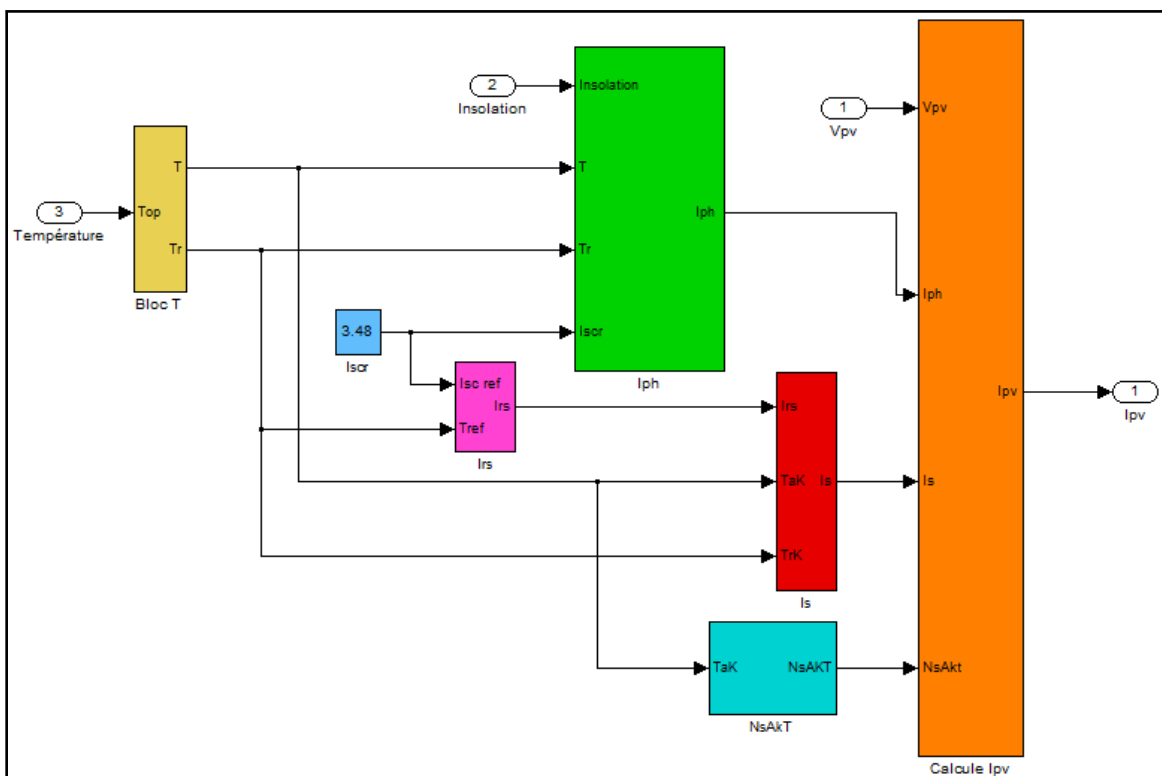 2
Insolation
Insolation
T
Tr
Iscr
Iph
Iph
1
Vpv
Vpv
Iph
Is
NsAkt
Ipv
Calcule Ipv
1
Ipv
3
Température
Top
T
Tr
Bloc T
3.48
Iscr
Isc ref
Tref
Irs
Irs
Irs
TaK
TrK
Is
Is
TaK
NsAKT
NsAkT